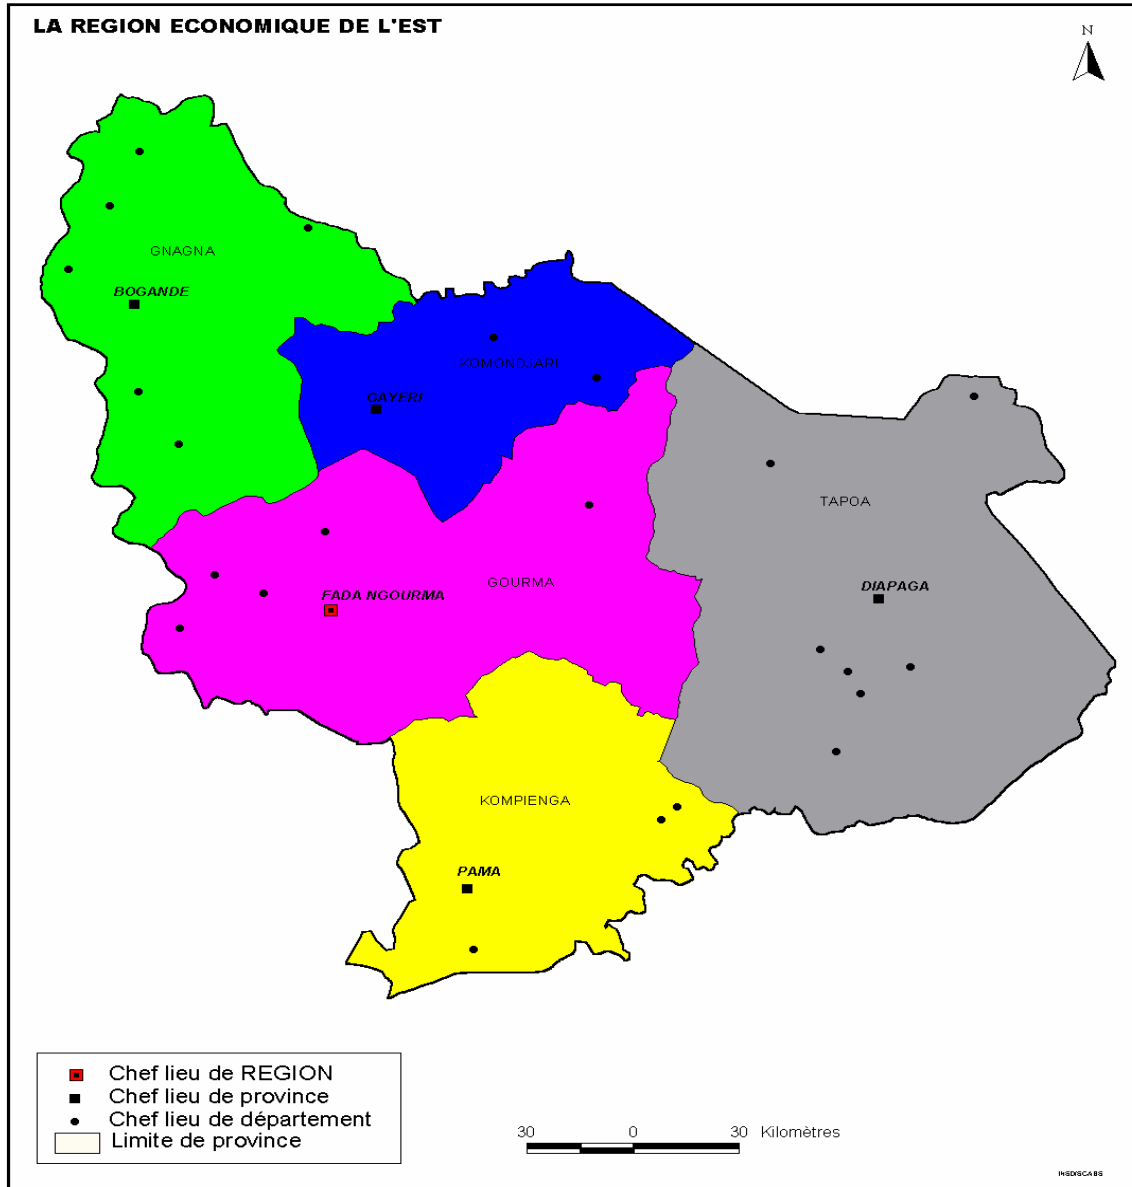 LA REGION ECONOMIQUE DE L'EST
N
GNAGNA
BOGANDE
KOMONDJARI
GAYERI
TAPOA
GOURMA
DIAPAGA
FADA NGOURMA
KOMPIENGA
PAMA
Chef lieu de REGION
Chef lieu de province
Chef lieu de département
Limite de province
30 0 30 Kilomètres